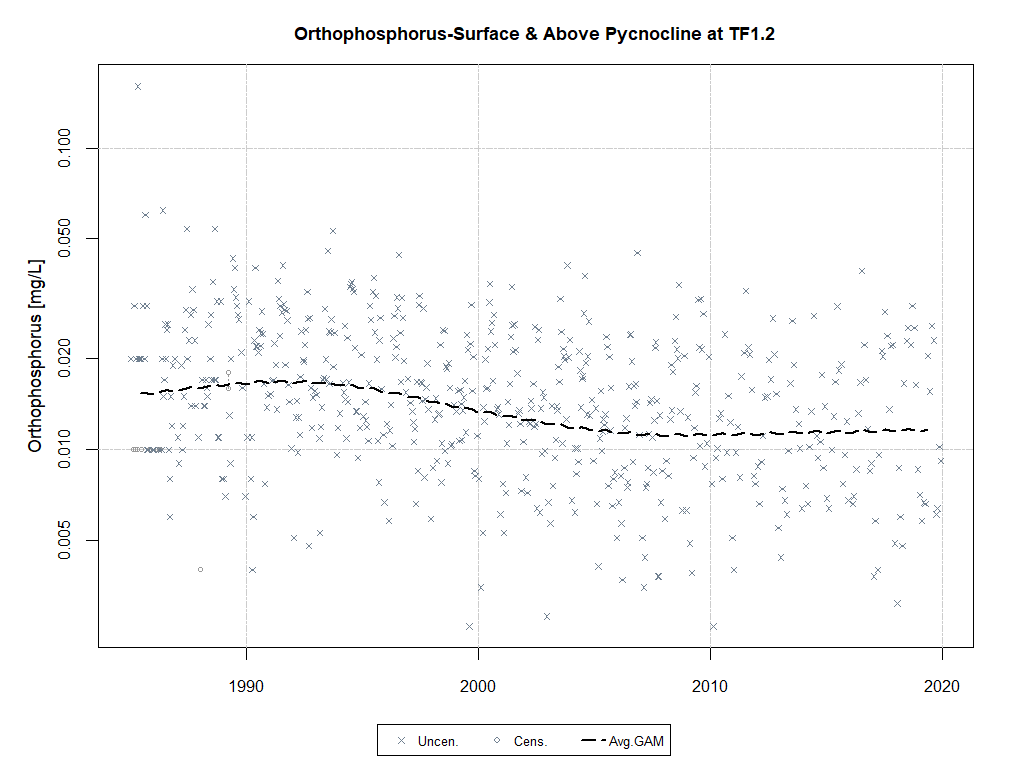 Orthophosphorus-Surface & Above Pycnocline at TF1.2
Orthophosphorus [mg/L]
0.100
0.050
0.020
0.010
0.005
1990 2000 2010 2020
Uncen. Cens. Avg.GAM